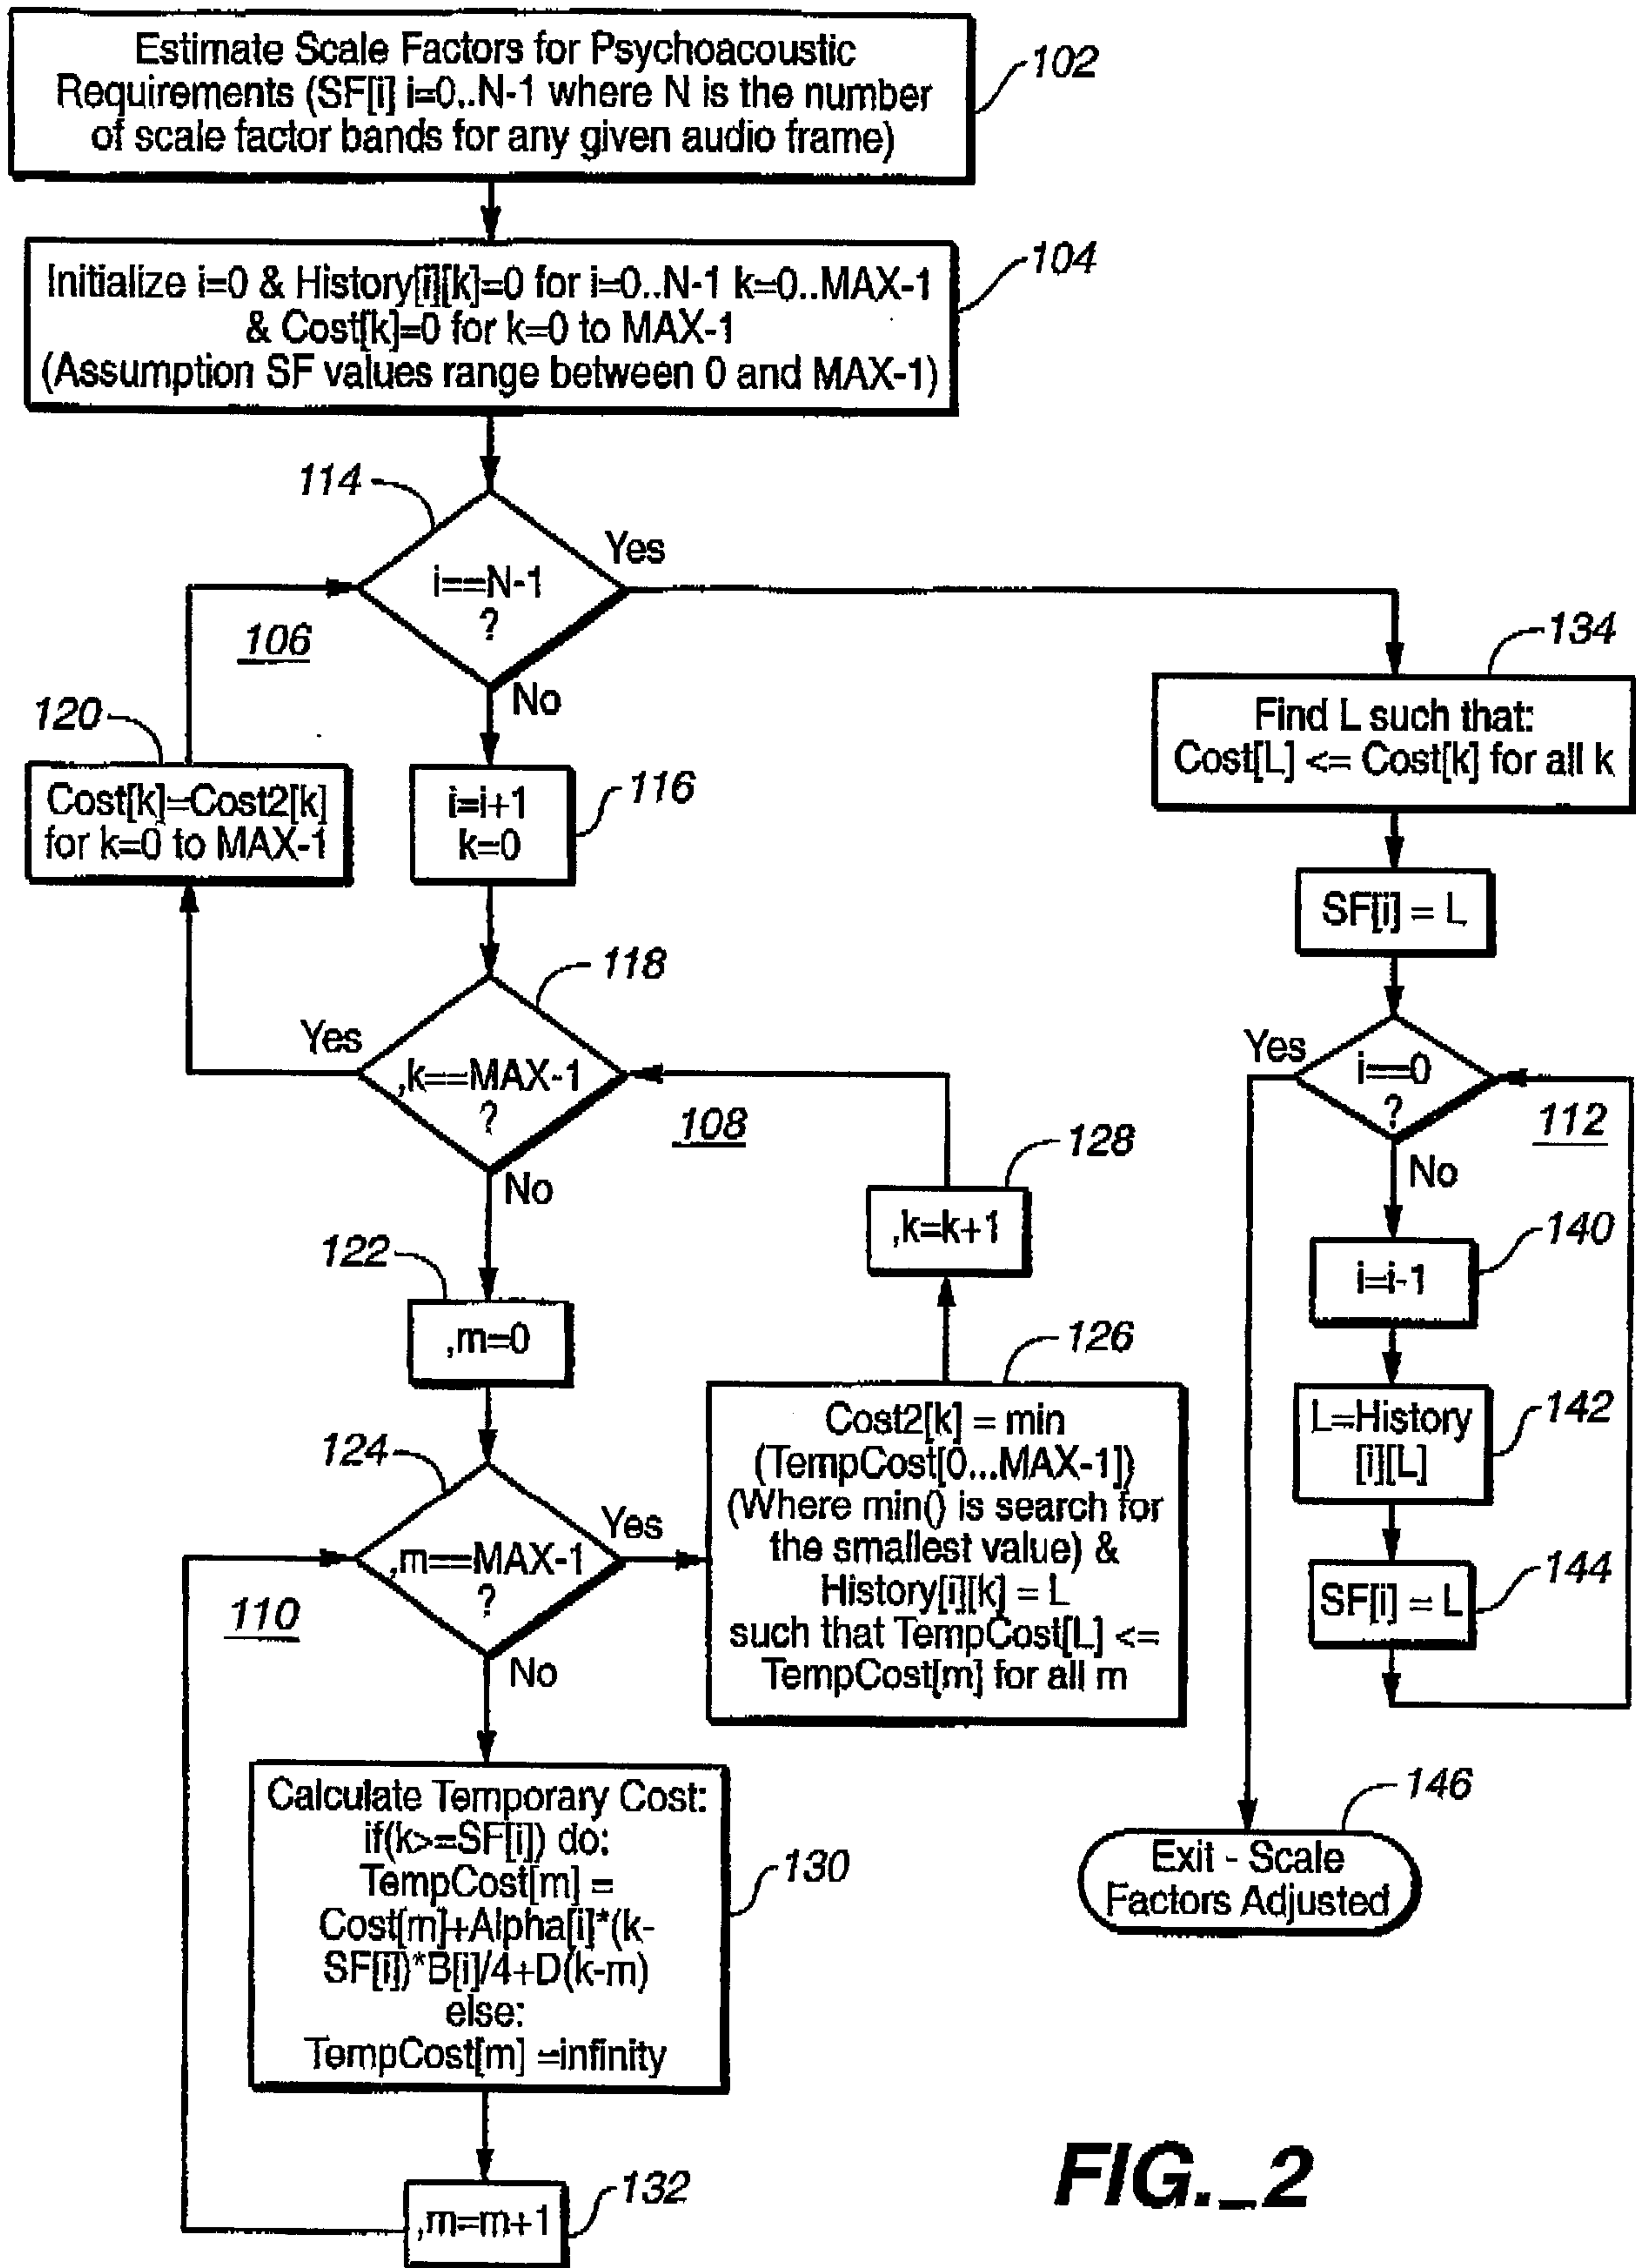 Estimate Scale Factors for Psychoacoustic
Requirements (SF[i] i=0..N-1 where N is the number
of scale factor bands for any given audio frame)
102
Initialize i=0 & History[i][k]=0 for i=0..N-1 k=0..MAX-1
& Cost[k]=0 for k=0 to MAX-1
(Assumption SF values range between 0 and MAX-1)
104
114
i==N-1
?
Yes
No
106
120
Cost[k]=Cost2[k]
for k=0 to MAX-1
i=i+1
k=0
116
118
Yes
,k==MAX-1
?
No
108
128
,k=k+1
122
,m=0
126
Cost2[k] = min
(TempCost[0...MAX-1])
(Where min() is search for
the smallest value) &
History[i][k] = L
such that TempCost[L] <=
TempCost[m] for all m
124
,m==MAX-1
?
Yes
No
110
Calculate Temporary Cost:
if(k>=SF[i]) do:
TempCost[m] =
Cost[m]+Alpha[i]*(k-
SF[i])*B[i]/4+D(k-m)
else:
TempCost[m] =infinity
130
,m=m+1
132
134
Find L such that:
Cost[L] <= Cost[k] for all k
SF[i] = L
Yes
i==0
?
112
No
140
i=i-1
L=History
[i][L]
142
SF[i] = L
144
146
Exit - Scale
Factors Adjusted
FIG._2